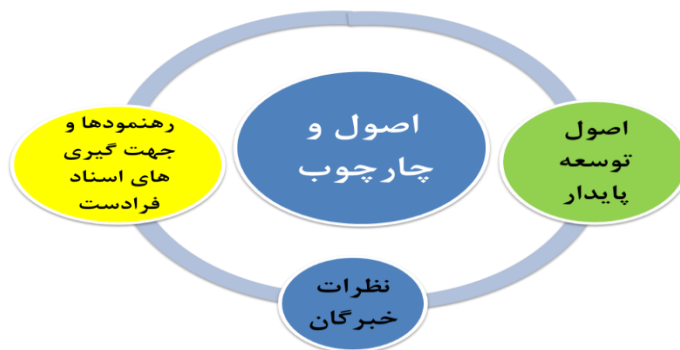 اصول و
چارچوب
اصول
توسعه
پایدار
نظرات
خبرگان
رهنمودها و
جهت گیری
های اسناد
فرادست